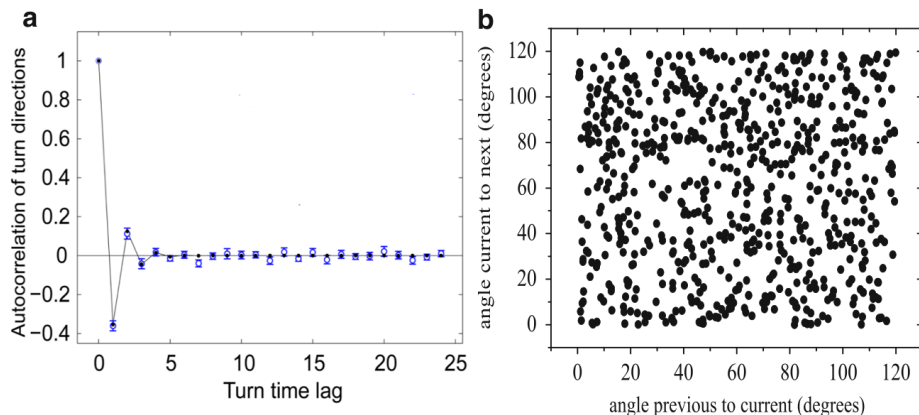 a
Autocorrelation of turn directions
1
0.8
0.6
0.4
0.2
0
−0.2
−0.4
0 5 10 15 20 25
Turn time lag
b
angle current to next (degrees)
120
100
80
60
40
20
0
0 20 40 60 80 100 120
angle previous to current (degrees)